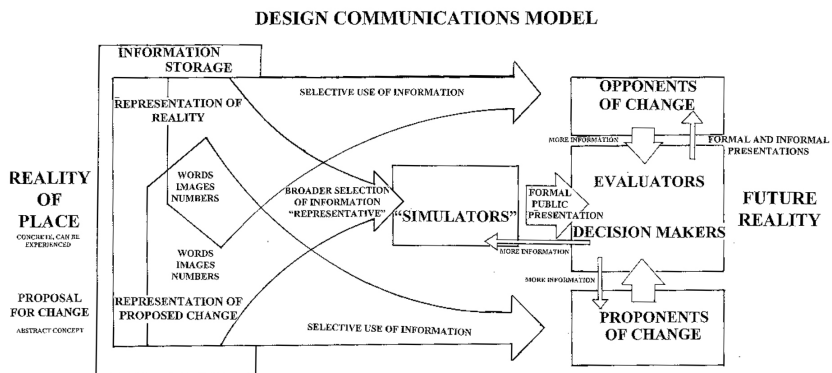 DESIGN COMMUNICATIONS MODEL
INFORMATION
STORAGE
REPRESENTATION OF
REALITY
SELECTIVE USE OF INFORMATION
OPPONENTS
OF CHANGE
MORE INFORMATION
FORMAL AND INFORMAL
PRESENTATIONS
REALITY
OF
PLACE
CONCRETE, CAN BE
EXPERIENCED
WORDS
IMAGES
NUMBERS
BROADER SELECTION
OF INFORMATION
"REPRESENTATIVE"
"SIMULATORS"
FORMAL
PUBLIC
PRESENTATION
EVALUATORS
DECISION MAKERS
FUTURE
REALITY
MORE INFORMATION
WORDS
IMAGES
NUMBERS
MORE INFORMATION
PROPOSAL
FOR CHANGE
ABSTRACT CONCEPT
REPRESENTATION OF
PROPOSED CHANGE
SELECTIVE USE OF INFORMATION
PROPONENTS
OF CHANGE